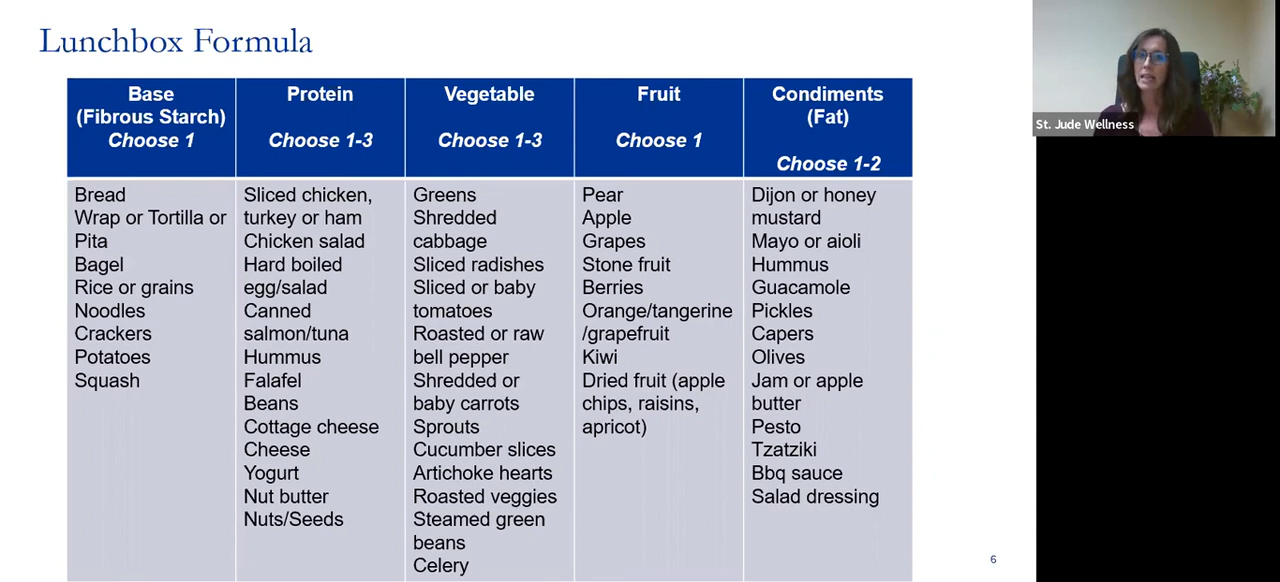 Lunchbox Formula
Base
(Fibrous Starch)
Choose 1
Protein
Choose 1-3
Vegetable
Choose 1-3
Fruit
Choose 1
Condiments
(Fat)
Choose 1-2
Bread
Wrap or Tortilla or
Pita
Bagel
Rice or grains
Noodles
Crackers
Potatoes
Squash
Sliced chicken,
turkey or ham
Chicken salad
Hard boiled
egg/salad
Canned
salmon/tuna
Hummus
Falafel
Beans
Cottage cheese
Cheese
Yogurt
Nut butter
Nuts/Seeds
Greens
Shredded
cabbage
Sliced radishes
Sliced or baby
tomatoes
Roasted or raw
bell pepper
Shredded or
baby carrots
Sprouts
Cucumber slices
Artichoke hearts
Roasted veggies
Steamed green
beans
Celery
Pear
Apple
Grapes
Stone fruit
Berries
Orange/tangerine
/grapefruit
Kiwi
Dried fruit (apple
chips, raisins,
apricot)
Dijon or honey
mustard
Mayo or aioli
Hummus
Guacamole
Pickles
Capers
Olives
Jam or apple
butter
Pesto
Tzatziki
Bbq sauce
Salad dressing
6
St. Jude Wellness